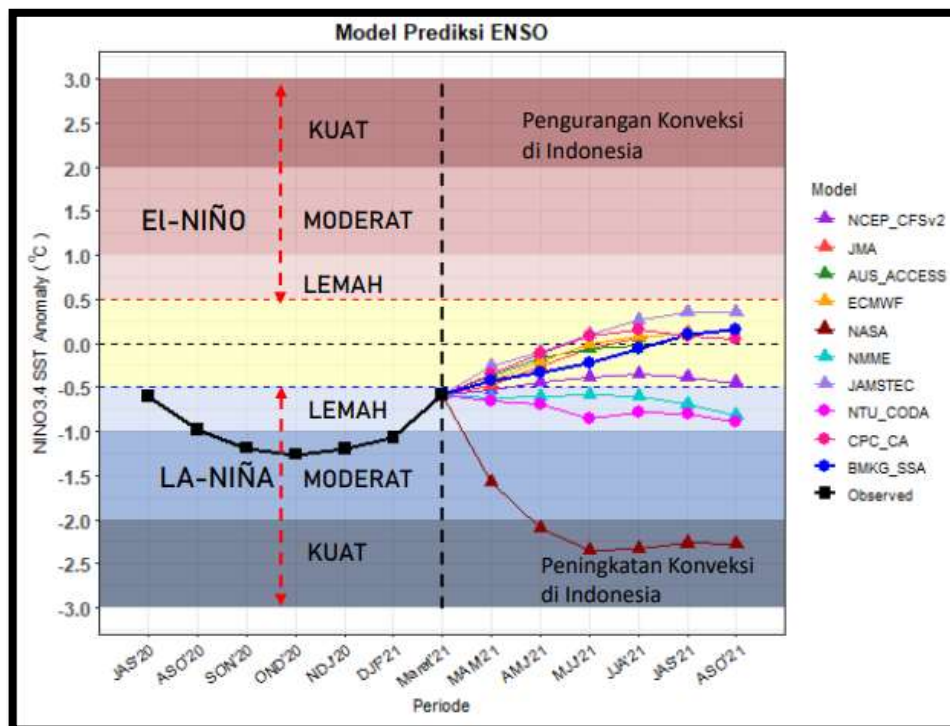 Model Prediksi ENSO
NINO3.4 SST Anomaly (°C)
3.0
2.5
2.0
1.5
1.0
0.5
0.0
-0.5
-1.0
-1.5
-2.0
-2.5
-3.0
KUAT
Pengurangan Konveksi
di Indonesia
El-NIÑO
MODERAT
LEMAH
LEMAH
LA-NIÑA
MODERAT
KUAT
Peningkatan Konveksi
di Indonesia
JAS'20
ASO'20
SON'20
OND'20
NDJ'20
DJF'21
Maret'21
MAM'21
AMJ'21
MJJ'21
JJA'21
JAS'21
ASO'21
Periode
Model
NCEP_CFSv2
JMA
AUS_ACCESS
ECMWF
NASA
NMME
JAMSTEC
NTU_CODA
CPC_CA
BMKG_SSA
Observed